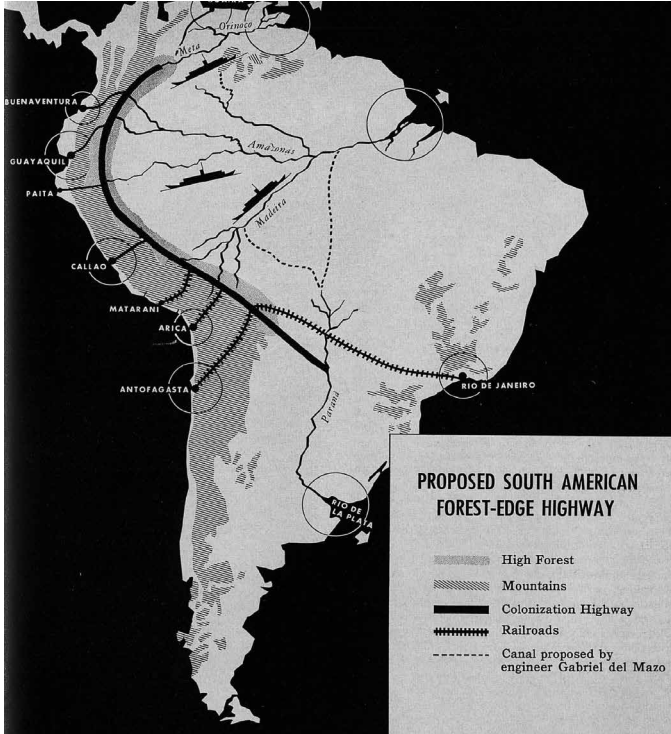 Orinoco
Meta
BUENAVENTURA
Amazonas
GUAYAQUIL
PAITA
Madeira
CALLAO
MATARANI
ARICA
ANTOFAGASTA
RIO DE JANEIRO
Parana
RIO DE
LA PLATA
PROPOSED SOUTH AMERICAN
FOREST-EDGE HIGHWAY
High Forest
Mountains
Colonization Highway
Railroads
Canal proposed by
engineer Gabriel del Mazo